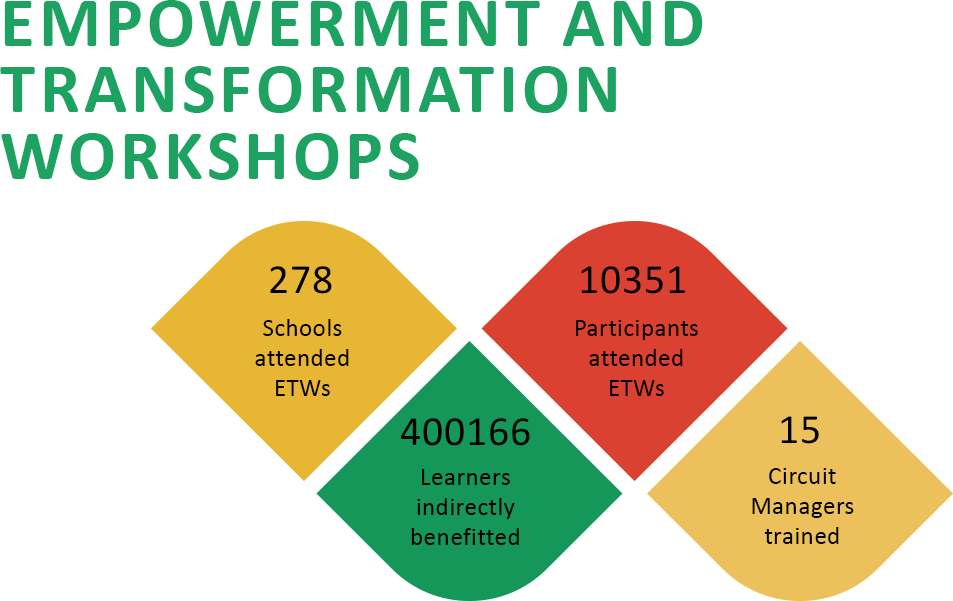 EMPOWERMENT AND
TRANSFORMATION
WORKSHOPS
278
Schools
attended
ETWs
10351
Participants
attended
ETWs
400166
Learners
indirectly
benefitted
15
Circuit
Managers
trained